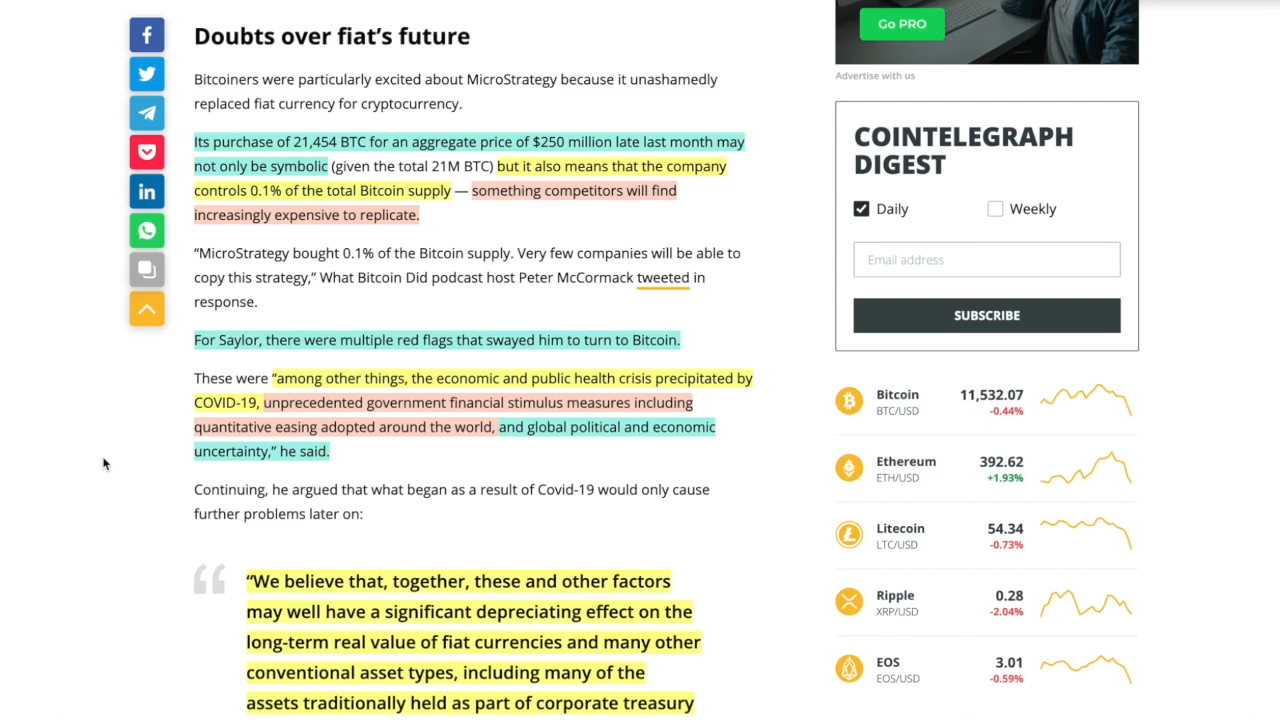 Doubts over fiat’s future
Bitcoiners were particularly excited about MicroStrategy because it unashamedly
replaced fiat currency for cryptocurrency.
Its purchase of 21,454 BTC for an aggregate price of $250 million late last month may
not only be symbolic (given the total 21M BTC) but it also means that the company
controls 0.1% of the total Bitcoin supply — something competitors will find
increasingly expensive to replicate.
“MicroStrategy bought 0.1% of the Bitcoin supply. Very few companies will be able to
copy this strategy,” What Bitcoin Did podcast host Peter McCormack tweeted in
response.
For Saylor, there were multiple red flags that swayed him to turn to Bitcoin.
These were “among other things, the economic and public health crisis precipitated by
COVID-19, unprecedented government financial stimulus measures including
quantitative easing adopted around the world, and global political and economic
uncertainty,” he said.
Continuing, he argued that what began as a result of Covid-19 would only cause
further problems later on:
“We believe that, together, these and other factors
may well have a significant depreciating effect on the
long-term real value of fiat currencies and many other
conventional asset types, including many of the
assets traditionally held as part of corporate treasury
Go PRO
Advertise with us
COINTELEGRAPH
DIGEST
Daily Weekly
Email address
SUBSCRIBE
Bitcoin 11,532.07
BTC/USD -0.44%
Ethereum 392.62
ETH/USD +1.93%
Litecoin 54.34
LTC/USD -0.73%
Ripple 0.28
XRP/USD -2.04%
EOS 3.01
EOS/USD -0.59%